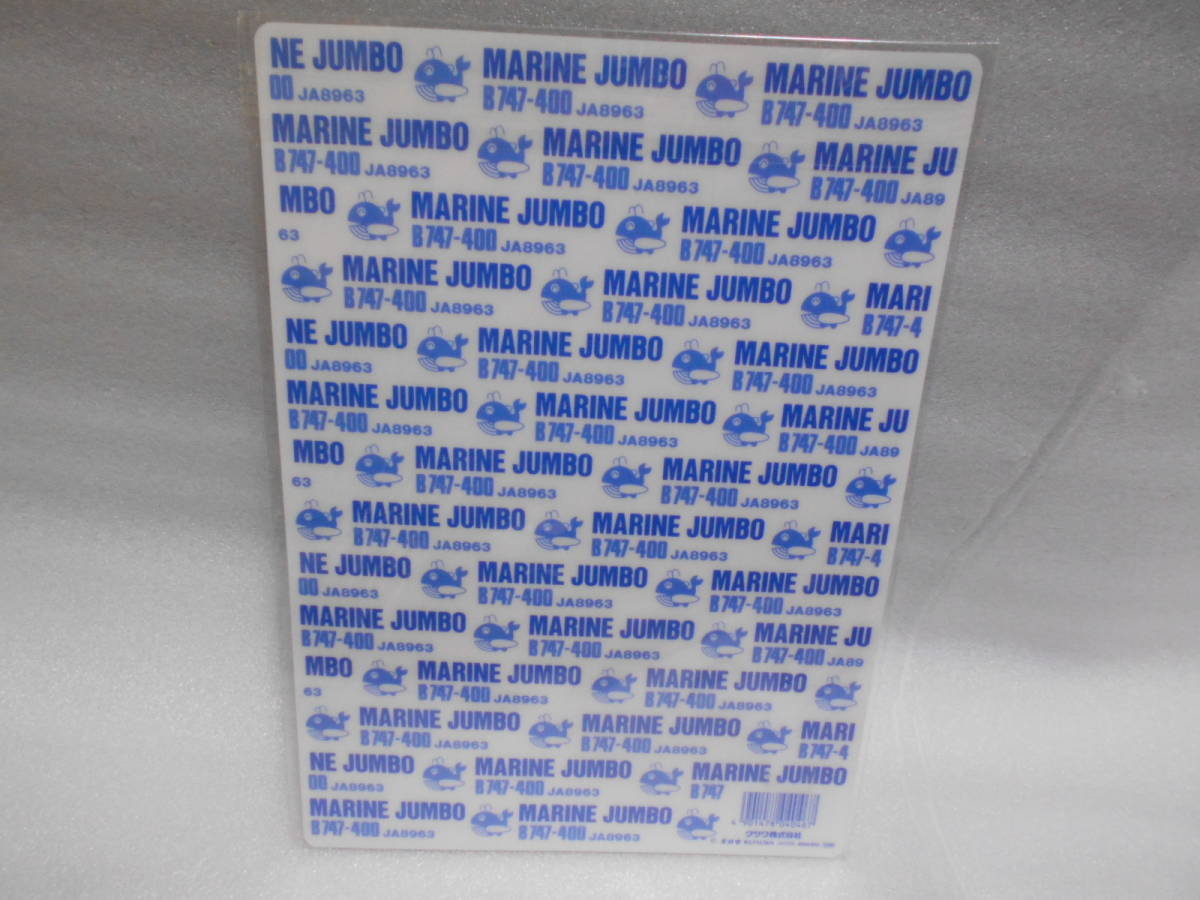 NE JUMBO MARINE JUMBO MARINE JUMBO
00 JA8963 B747-400 JA8963 B747-400 JA8963
MARINE JUMBO MARINE JUMBO MARINE JU
B747-400 JA8963 B747-400 JA8963 B747-400 JA89
MBO MARINE JUMBO MARINE JUMBO
63 B747-400 JA8963 B747-400 JA8963
MARINE JUMBO MARINE JUMBO MARI
B747-400 JA8963 B747-400 JA8963 B747-4
NE JUMBO MARINE JUMBO MARINE JUMBO
00 JA8963 B747-400 JA8963 B747-400 JA8963
MARINE JUMBO MARINE JUMBO MARINE JU
B747-400 JA8963 B747-400 JA8963 B747-400 JA89
MBO MARINE JUMBO MARINE JUMBO
63 B747-400 JA8963 B747-400 JA8963
MARINE JUMBO MARINE JUMBO MARI
B747-400 JA8963 B747-400 JA8963 B747-4
NE JUMBO MARINE JUMBO MARINE JUMBO
00 JA8963 B747-400 JA8963 B747-400 JA8963
MARINE JUMBO MARINE JUMBO MARINE JU
B747-400 JA8963 B747-400 JA8963 B747-400 JA89
MBO MARINE JUMBO MARINE JUMBO
63 B747-400 JA8963 B747-400 JA8963
MARINE JUMBO MARINE JUMBO MARI
B747-400 JA8963 B747-400 JA8963 B747-4
NE JUMBO MARINE JUMBO MARINE JUMBO
00 JA8963 B747-400 JA8963 B747
MARINE JUMBO MARINE JUMBO
B747-400 JA8963 B747-400 JA8963
クツワ株式会社